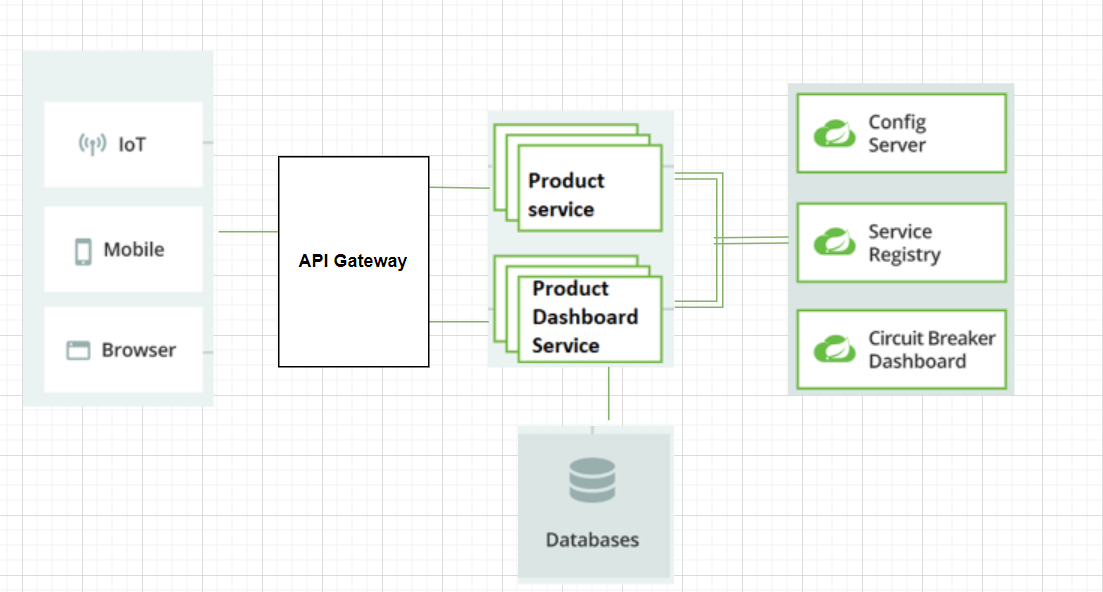 IoT
Mobile
Browser
API Gateway
Product
service
Product
Dashboard
Service
Databases
Config
Server
Service
Registry
Circuit Breaker
Dashboard